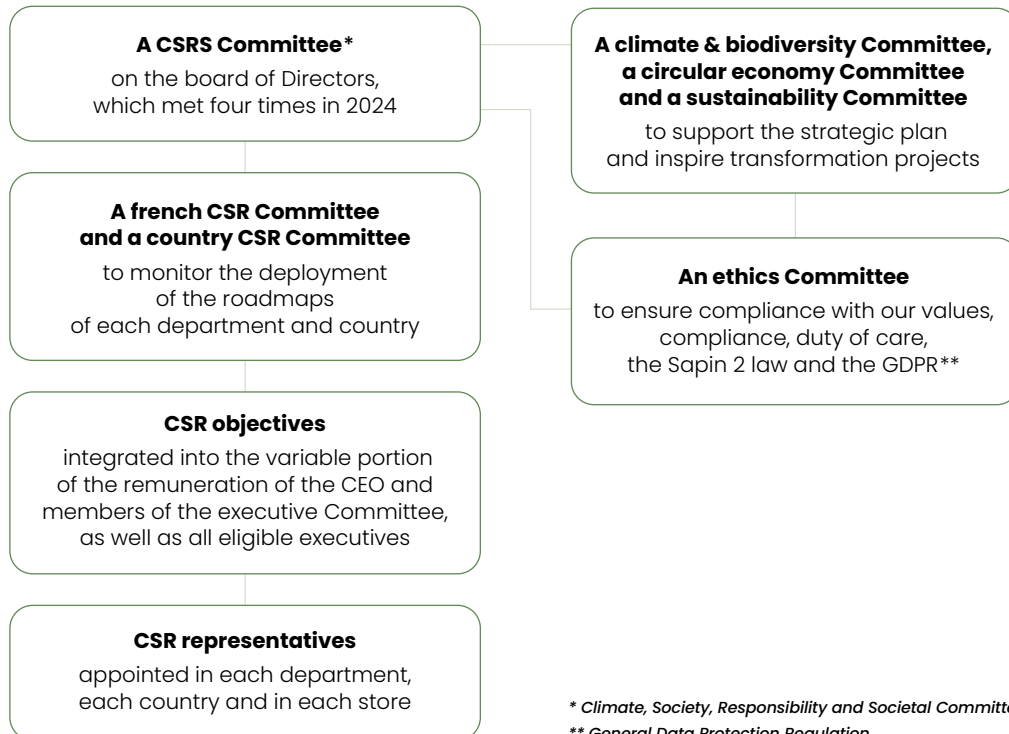 A CSRS Committee*
on the board of Directors,
which met four times in 2024
A french CSR Committee
and a country CSR Committee
to monitor the deployment
of the roadmaps
of each department and country
CSR objectives
integrated into the variable portion
of the remuneration of the CEO and
members of the executive Committee,
as well as all eligible executives
CSR representatives
appointed in each department,
each country and in each store
A climate & biodiversity Committee,
a circular economy Committee
and a sustainability Committee
to support the strategic plan
and inspire transformation projects
An ethics Committee
to ensure compliance with our values,
compliance, duty of care,
the Sapin 2 law and the GDPR**
* Climate, Society, Responsibility and Societal
** General Data Protection Regulation